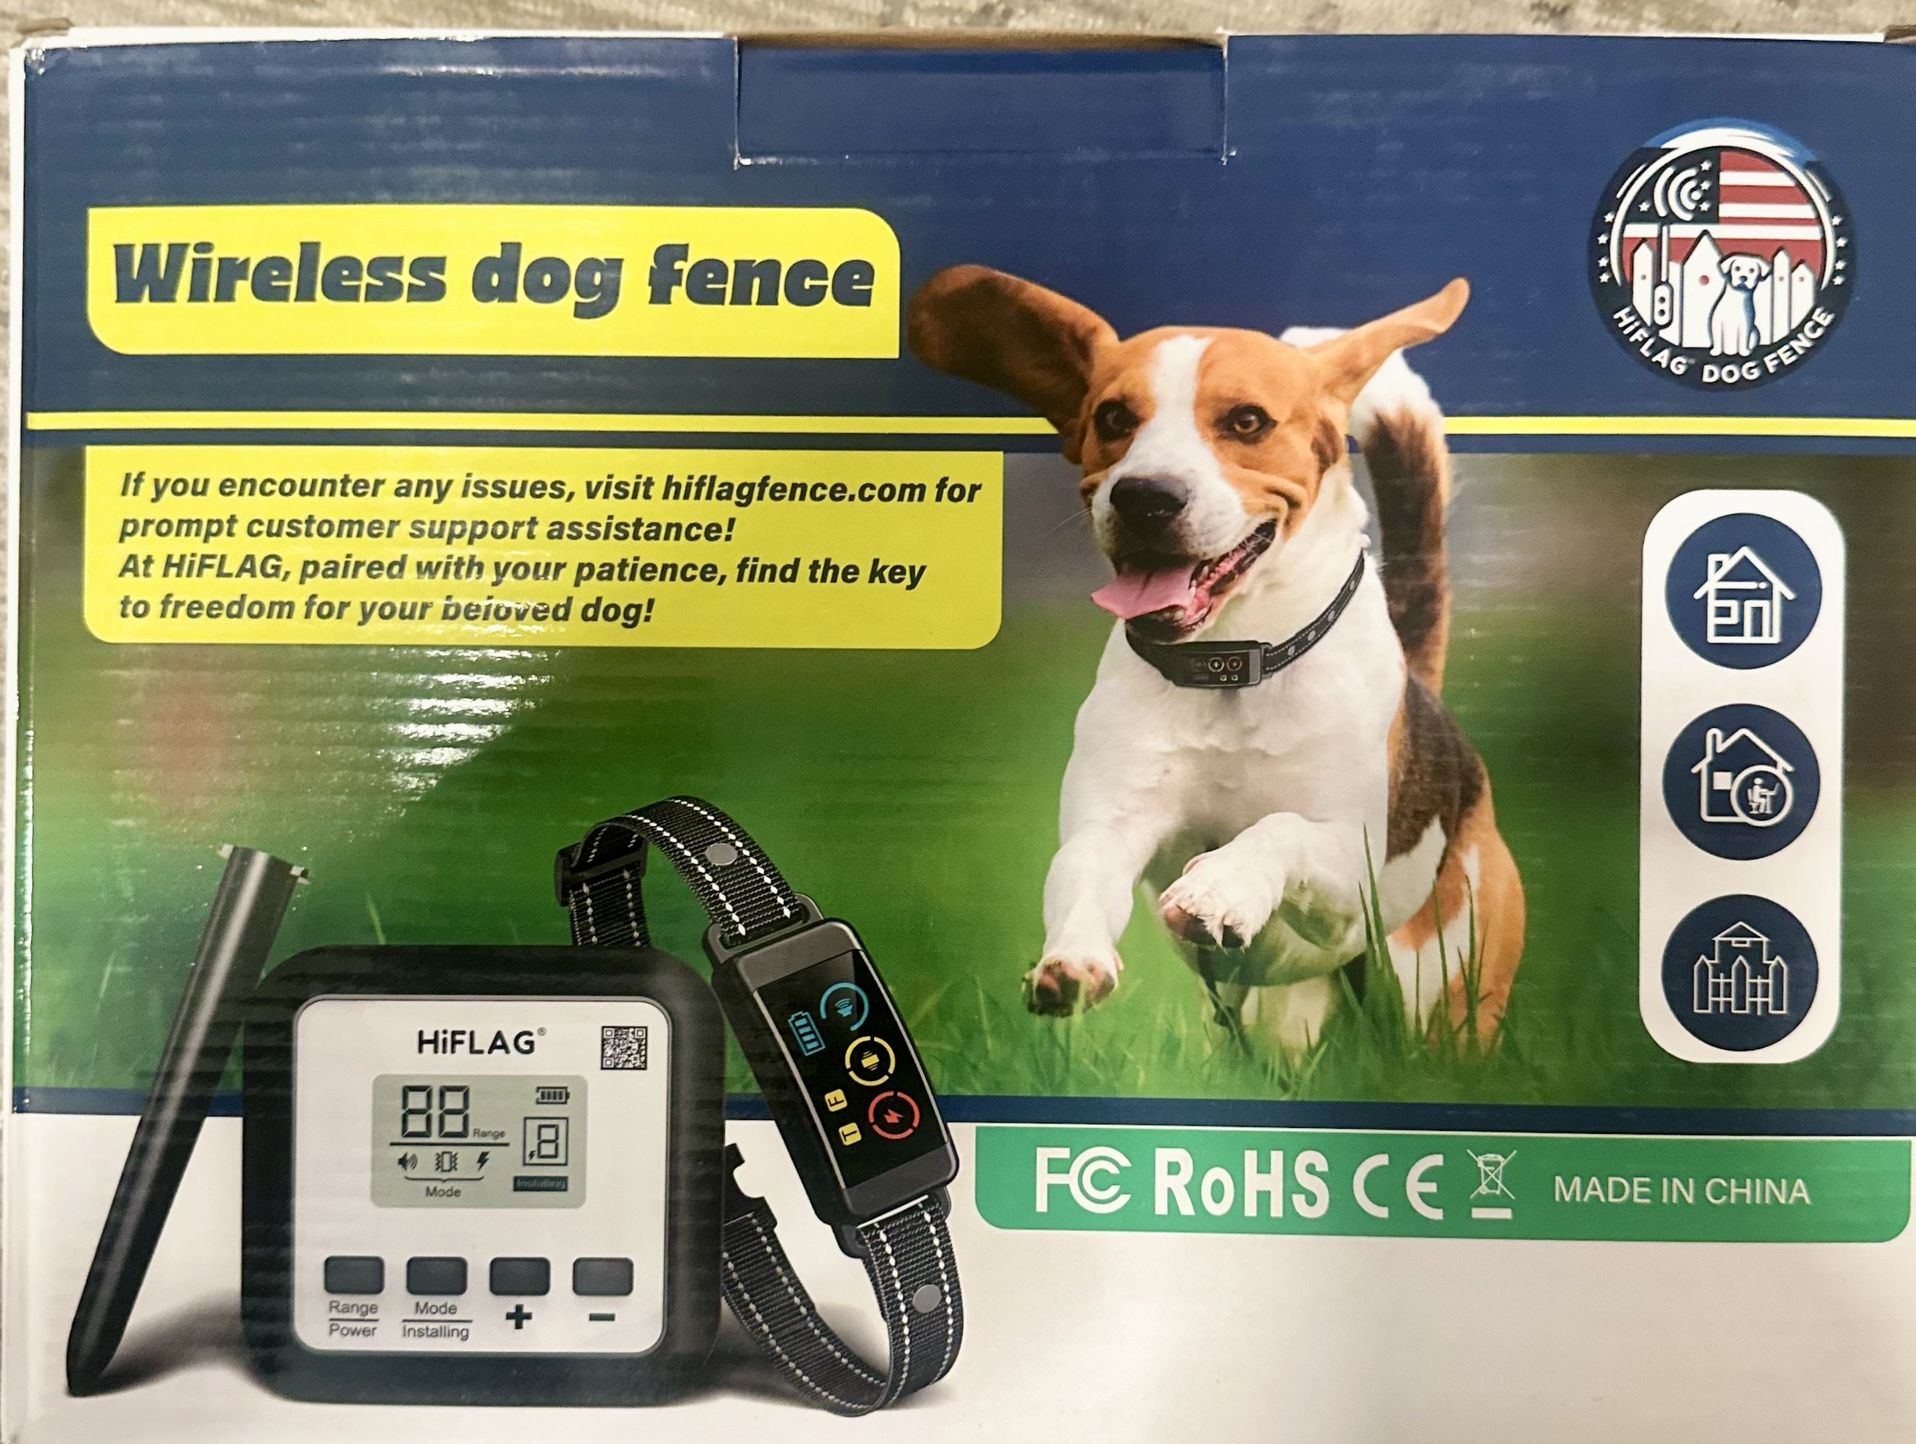 Wireless dog fence
HiFLAG® DOG FENCE
If you encounter any issues, visit hiflagfence.com for
prompt customer support assistance!
At HiFLAG, paired with your patience, find the key
to freedom for your beloved dog!
HiFLAG®
88 Range
8
Mode
Installing
Range
Power
Mode
Installing
+
-
F
T
FC RoHS CE MADE IN CHINA